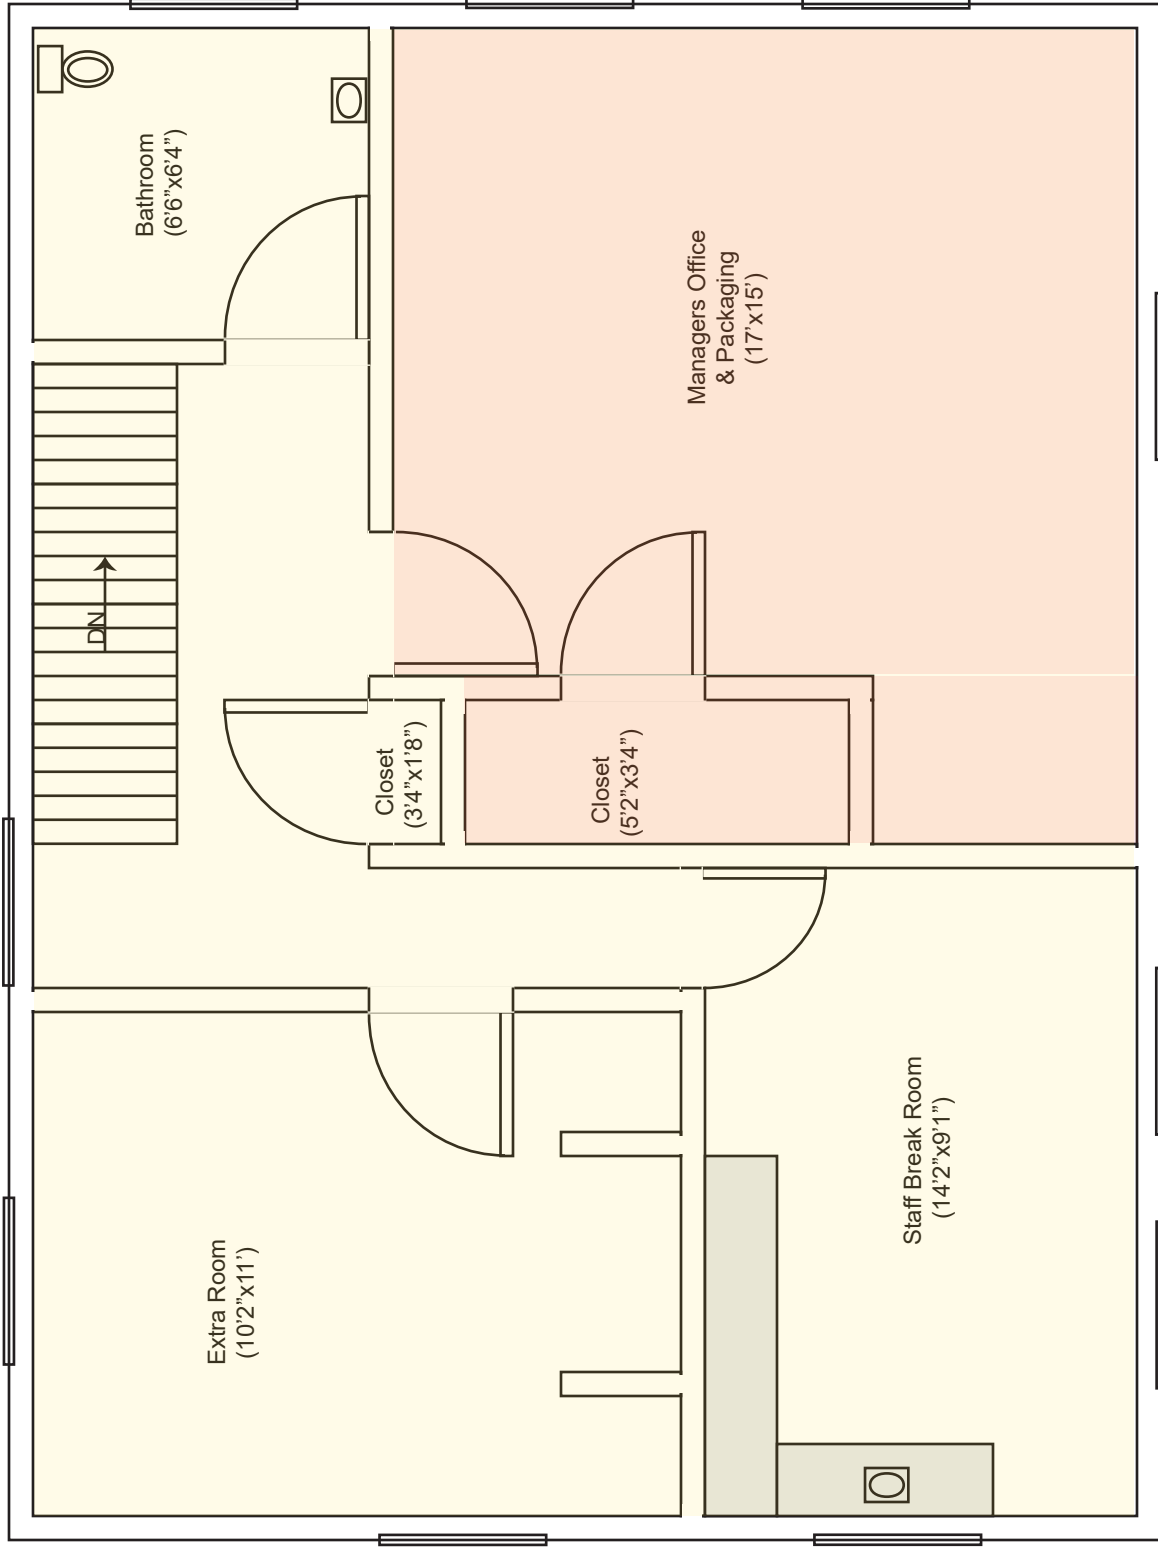 Bathroom
(6'6"x6'4")
Managers Office
& Packaging
(17'x15')
DN
Closet
(3'4"x1'8")
Closet
(5'2"x3'4")
Extra Room
(10'2"x11')
Staff Break Room
(14'2"x9'1")